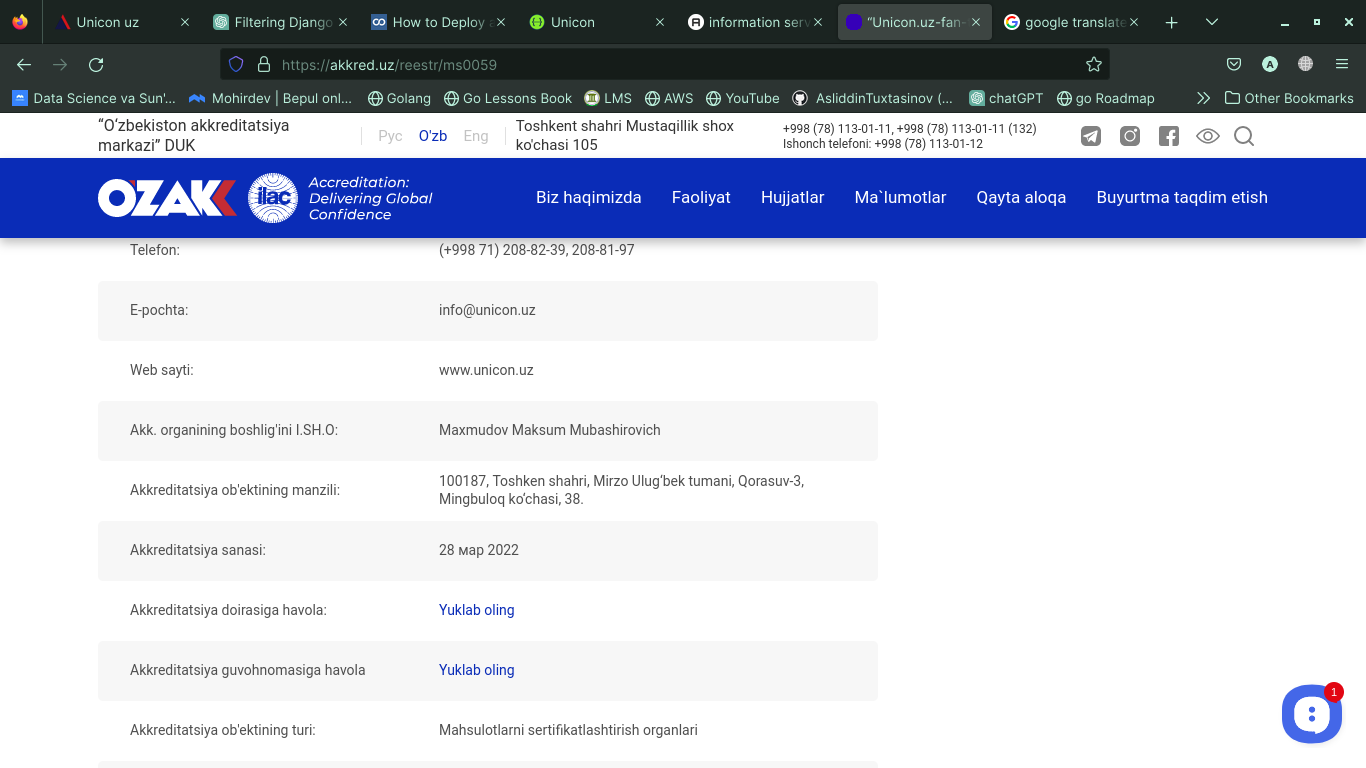 Unicon uz
Filtering Django
How to Deploy a
Unicon
information serv
“Unicon.uz-fan-
google translate
https://akkred.uz/reestr/ms0059
A
Data Science va Sun'...
Mohirdev | Bepul onl...
Golang
Go Lessons Book
LMS
AWS
YouTube
AsliddinTuxtasinov (...
chatGPT
go Roadmap
Other Bookmarks
“O‘zbekiston akkreditatsiya
markazi” DUK
Рус
O'zb
Eng
Toshkent shahri Mustaqillik shox
ko'chasi 105
+998 (78) 113-01-11, +998 (78) 113-01-11 (132)
Ishonch telefoni: +998 (78) 113-01-12
OZAKK
ilac
Accreditation:
Delivering Global
Confidence
Biz haqimizda
Faoliyat
Hujjatlar
Ma`lumotlar
Qayta aloqa
Buyurtma taqdim etish
Telefon:
(+998 71) 208-82-39, 208-81-97
E-pochta:
info@unicon.uz
Web sayti:
www.unicon.uz
Akk. organining boshlig'ini I.SH.O:
Maxmudov Maksum Mubashirovich
Akkreditatsiya ob'ektining manzili:
100187, Toshken shahri, Mirzo Ulug‘bek tumani, Qorasuv-3,
Mingbuloq ko‘chasi, 38.
Akkreditatsiya sanasi:
28 мар 2022
Akkreditatsiya doirasiga havola:
Yuklab oling
Akkreditatsiya guvohnomasiga havola
Yuklab oling
Akkreditatsiya ob'ektining turi:
Mahsulotlarni sertifikatlashtirish organlari
1